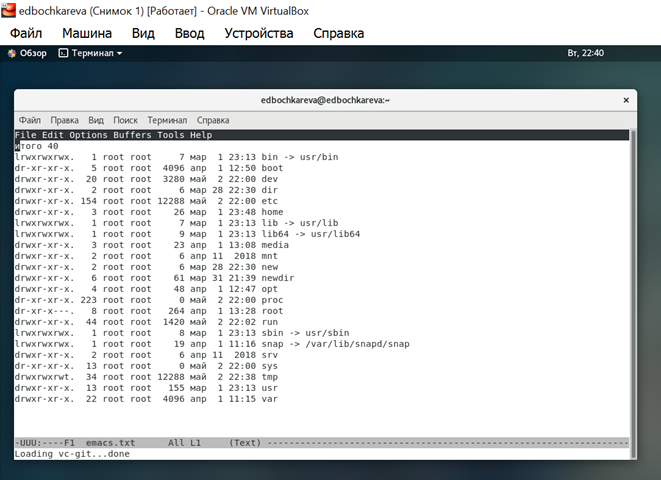 edbochkareva (Снимок 1) [Работает] - Oracle VM VirtualBox
Файл Машина Вид Ввод Устройства Справка
Обзор Терминал Вт, 22:40
edbochkareva@edbochkareva:~ ×
Файл Правка Вид Поиск Терминал Справка
File Edit Options Buffers Tools Help
итого 40
lrwxrwxrwx.   1 root root     7 мар  1 23:13 bin -> usr/bin
dr-xr-xr-x.   5 root root  4096 апр  1 12:50 boot
drwxr-xr-x.  20 root root  3280 май  2 22:00 dev
drwxr-xr-x.   2 root root     6 мар 28 22:30 dir
drwxr-xr-x. 154 root root 12288 май  2 22:00 etc
drwxr-xr-x.   3 root root    26 мар  1 23:48 home
lrwxrwxrwx.   1 root root     7 мар  1 23:13 lib -> usr/lib
lrwxrwxrwx.   1 root root     9 мар  1 23:13 lib64 -> usr/lib64
drwxr-xr-x.   3 root root    23 апр  1 13:08 media
drwxr-xr-x.   2 root root     6 апр 11  2018 mnt
drwxr-xr-x.   2 root root     6 мар 28 22:30 new
drwxr-xr-x.   6 root root    61 мар 31 21:39 newdir
drwxr-xr-x.   4 root root    48 апр  1 12:47 opt
dr-xr-xr-x. 223 root root     0 май  2 22:00 proc
dr-xr-x---.   8 root root   264 апр  1 13:28 root
drwxr-xr-x.  44 root root  1420 май  2 22:02 run
lrwxrwxrwx.   1 root root     8 мар  1 23:13 sbin -> usr/sbin
lrwxrwxrwx.   1 root root    19 апр  1 11:16 snap -> /var/lib/snapd/snap
drwxr-xr-x.   2 root root     6 апр 11  2018 srv
dr-xr-xr-x.  13 root root     0 май  2 22:00 sys
drwxrwxrwt.  34 root root 12288 май  2 22:38 tmp
drwxr-xr-x.  13 root root   155 мар  1 23:13 usr
drwxr-xr-x.  22 root root  4096 апр  1 11:15 var
-UUU:----F1  emacs.txt      All L1     (Text) ------------------------------------------------------------------
Loading vc-git...done